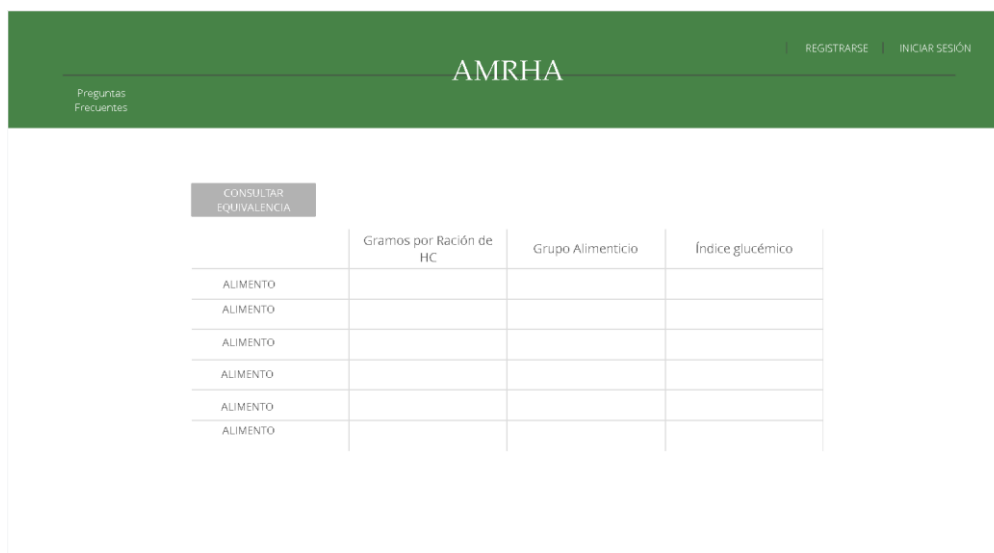 REGISTRARSE
INICIAR SESIÓN
AMRHA
Preguntas
Frecuentes
CONSULTAR
EQUIVALENCIA
Gramos por Ración de
HC
Grupo Alimenticio
Índice glucémico
ALIMENTO
ALIMENTO
ALIMENTO
ALIMENTO
ALIMENTO
ALIMENTO